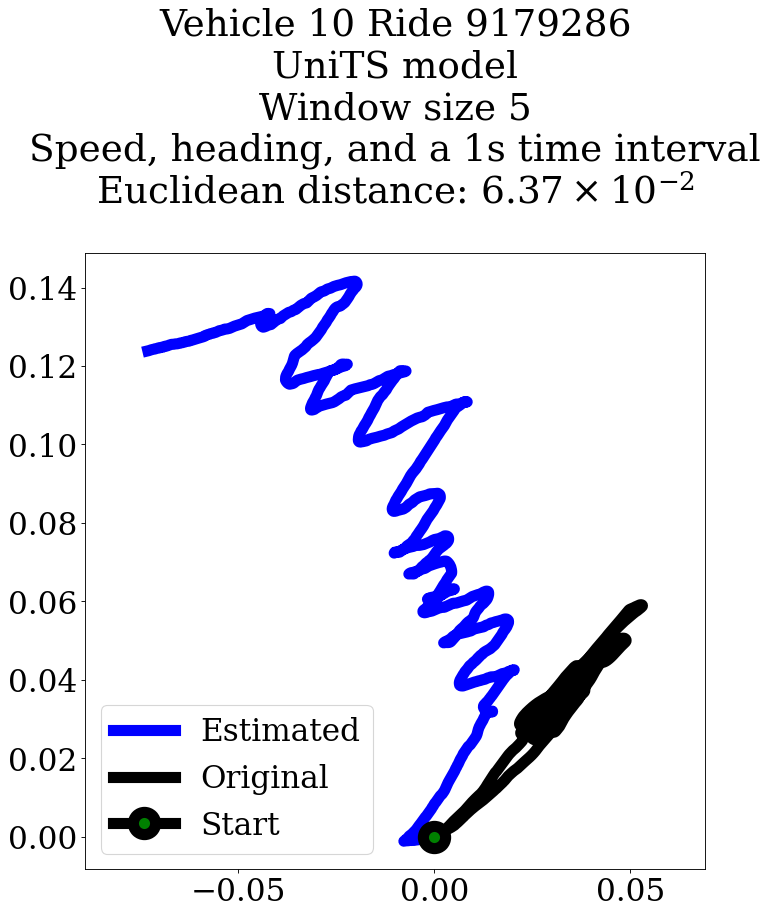 Vehicle 10 Ride 9179286
UniTS model
Window size 5
Speed, heading, and a 1s time interval
Euclidean distance: 6.37 × 10⁻²
0.14
0.12
0.10
0.08
0.06
0.04
0.02
0.00
Estimated
Original
Start
−0.05 0.00 0.05